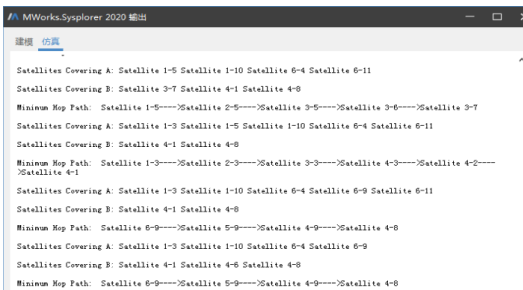 MWorks.Sysplorer 2020 输出
建模 仿真
Satellites Covering A: Satellite 1-5 Satellite 1-10 Satellite 6-4 Satellite 6-11
Satellites Covering B: Satellite 3-7 Satellite 4-1 Satellite 4-8
Minimum Hop Path: Satellite 1-5---->Satellite 2-5---->Satellite 3-5---->Satellite 3-6---->Satellite 3-7
Satellites Covering A: Satellite 1-3 Satellite 1-5 Satellite 1-10 Satellite 6-4 Satellite 6-11
Satellites Covering B: Satellite 4-1 Satellite 4-8
Minimum Hop Path: Satellite 1-3---->Satellite 2-3---->Satellite 3-3---->Satellite 4-3---->Satellite 4-2----
>Satellite 4-1
Satellites Covering A: Satellite 1-3 Satellite 1-10 Satellite 6-4 Satellite 6-9 Satellite 6-11
Satellites Covering B: Satellite 4-1 Satellite 4-8
Minimum Hop Path: Satellite 6-9---->Satellite 5-9---->Satellite 4-9---->Satellite 4-8
Satellites Covering A: Satellite 1-3 Satellite 1-10 Satellite 6-4 Satellite 6-9
Satellites Covering B: Satellite 4-1 Satellite 4-6 Satellite 4-8
Minimum Hop Path: Satellite 6-9---->Satellite 5-9---->Satellite 4-9---->Satellite 4-8